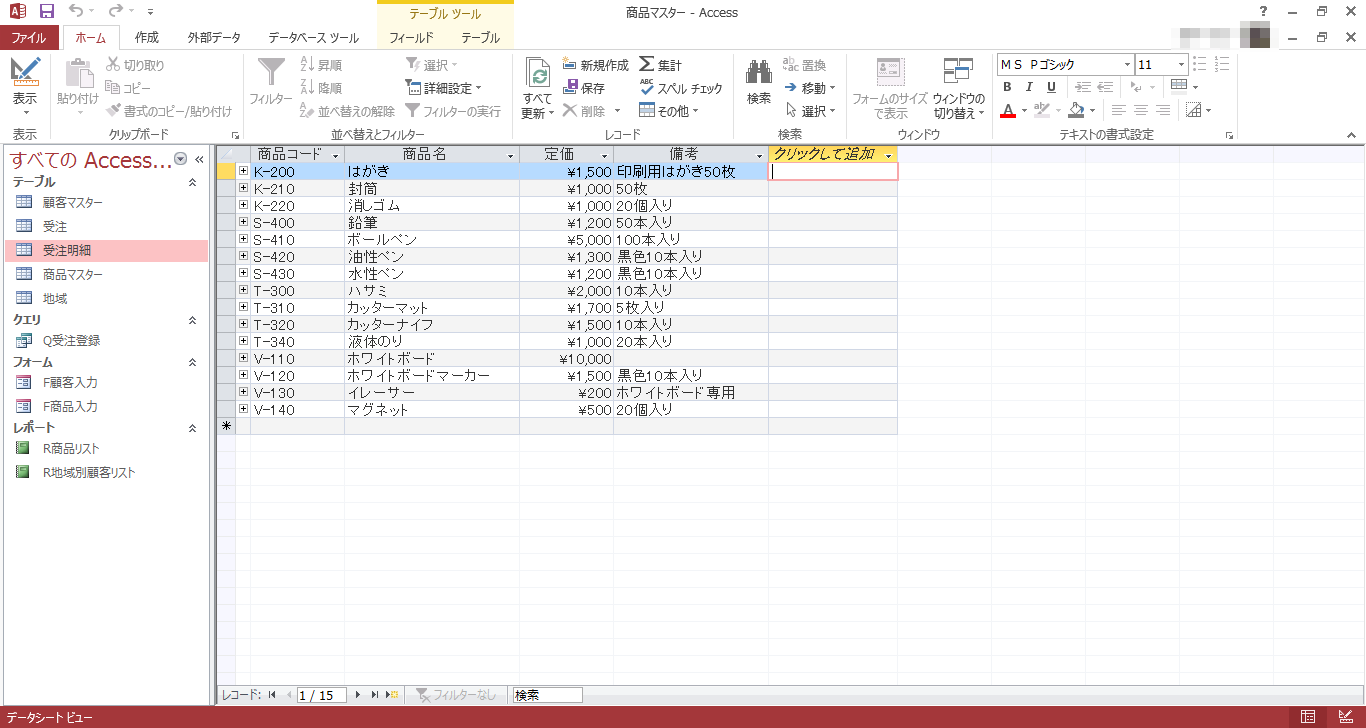 テーブル ツール
商品マスター - Access
?
ファイル ホーム 作成 外部データ データベース ツール フィールド テーブル
表示
表示
貼り付け
切り取り
コピー
書式のコピー/貼り付け
クリップボード
フィルター
昇順
降順
並べ替えの解除
選択
詳細設定
フィルターの実行
並べ替えとフィルター
すべて
更新
新規作成
保存
削除
集計
スペル チェック
その他
レコード
検索
置換
移動
選択
検索
フォームのサイズ
で表示
ウィンドウの
切り替え
ウィンドウ
ＭＳ Ｐゴシック 11
B I U
A
テキストの書式設定
すべての Access...
テーブル
顧客マスター
受注
受注明細
商品マスター
地域
クエリ
Q受注登録
フォーム
F顧客入力
F商品入力
レポート
R商品リスト
R地域別顧客リスト
商品コード 商品名 定価 備考 クリックして追加
K-200 はがき ¥1,500 印刷用はがき50枚
K-210 封筒 ¥1,000 50枚
K-220 消しゴム ¥1,000 20個入り
S-400 鉛筆 ¥1,200 50本入り
S-410 ボールペン ¥5,000 100本入り
S-420 油性ペン ¥1,300 黒色10本入り
S-430 水性ペン ¥1,200 黒色10本入り
T-300 ハサミ ¥2,000 10本入り
T-310 カッターマット ¥1,700 5枚入り
T-320 カッターナイフ ¥1,500 10本入り
T-340 液体のり ¥1,000 20本入り
V-110 ホワイトボード ¥10,000
V-120 ホワイトボードマーカー ¥1,500 黒色10本入り
V-130 イレーサー ¥200 ホワイトボード専用
V-140 マグネット ¥500 20個入り
レコード: 1 / 15 フィルターなし 検索
データシート ビュー